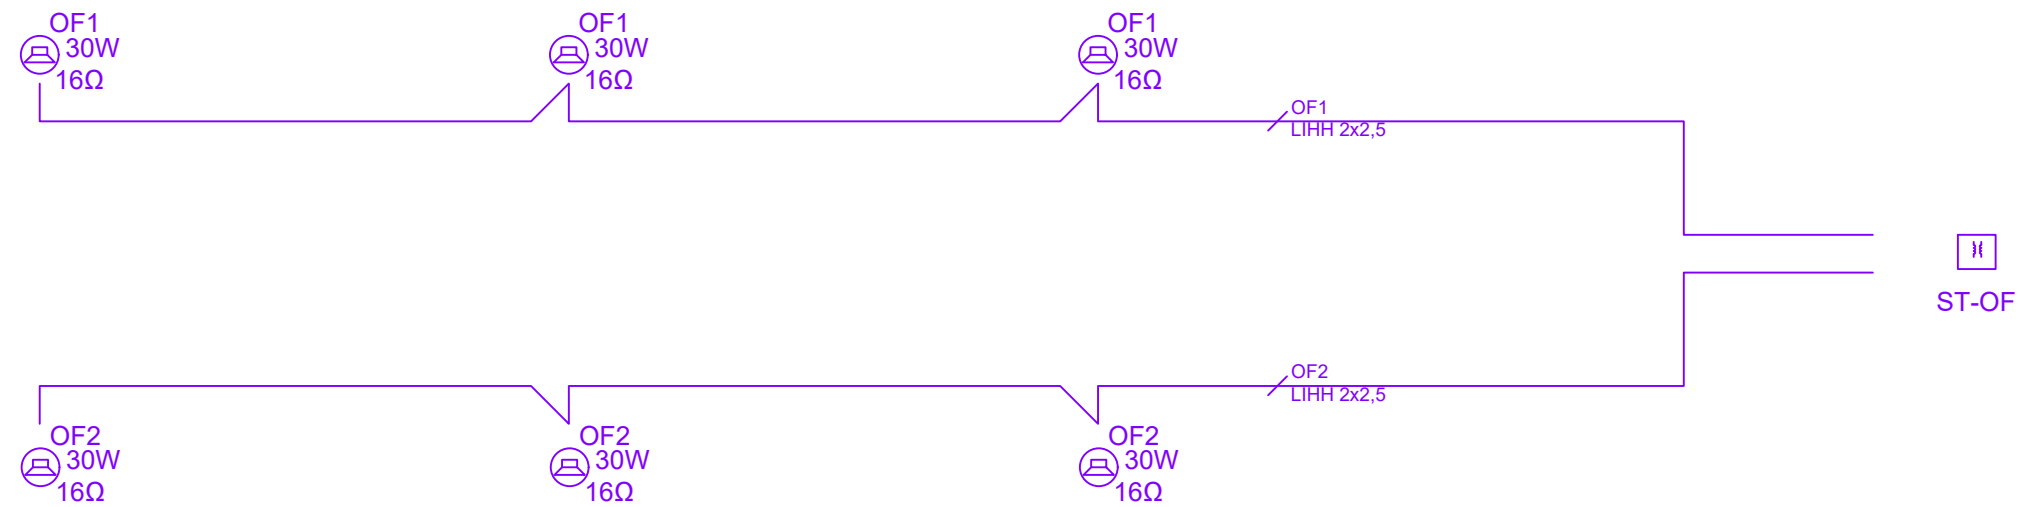 OF1
30W
16Ω
OF1
30W
16Ω
OF1
30W
16Ω
OF1
LIHH 2x2,5
ST-OF
OF2
LIHH 2x2,5
OF2
30W
16Ω
OF2
30W
16Ω
OF2
30W
16Ω